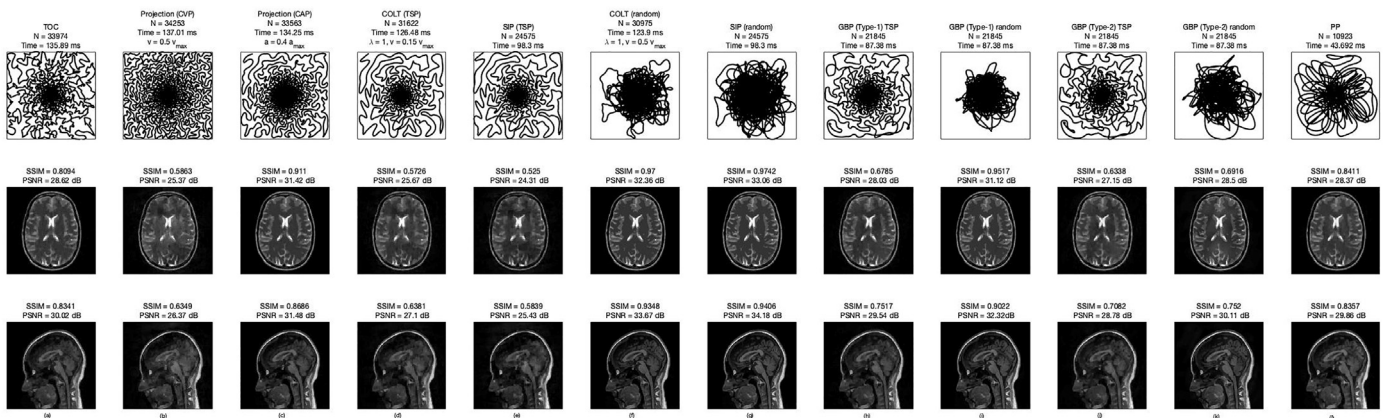 TOC
N = 33974
Time = 135.89 ms
Projection (CVP)
N = 34253
Time = 137.01 ms
v = 0.5 v_max
Projection (CAP)
N = 33563
Time = 134.25 ms
a = 0.4 a_max
COLT (TSP)
N = 31622
Time = 126.48 ms
λ = 1, v = 0.15 v_max
SIP (TSP)
N = 24575
Time = 98.3 ms
COLT (random)
N = 30975
Time = 123.9 ms
λ = 1, v = 0.5 v_max
SIP (random)
N = 24575
Time = 98.3 ms
GBP (Type-1) TSP
N = 21845
Time = 87.38 ms
GBP (Type-1) random
N = 21845
Time = 87.38 ms
GBP (Type-2) TSP
N = 21845
Time = 87.38 ms
GBP (Type-2) random
N = 21845
Time = 87.38 ms
PP
N = 10923
Time = 43.692 ms
SSIM = 0.8094
PSNR = 28.62 dB
SSIM = 0.5863
PSNR = 25.37 dB
SSIM = 0.911
PSNR = 31.42 dB
SSIM = 0.5726
PSNR = 25.67 dB
SSIM = 0.525
PSNR = 24.31 dB
SSIM = 0.97
PSNR = 32.36 dB
SSIM = 0.9742
PSNR = 33.06 dB
SSIM = 0.6785
PSNR = 28.03 dB
SSIM = 0.9517
PSNR = 31.12 dB
SSIM = 0.6338
PSNR = 27.15 dB
SSIM = 0.6916
PSNR = 28.5 dB
SSIM = 0.8411
PSNR = 28.37 dB
SSIM = 0.8341
PSNR = 30.02 dB
SSIM = 0.6349
PSNR = 26.37 dB
SSIM = 0.8686
PSNR = 31.48 dB
SSIM = 0.6381
PSNR = 27.1 dB
SSIM = 0.5839
PSNR = 25.43 dB
SSIM = 0.9348
PSNR = 33.67 dB
SSIM = 0.9406
PSNR = 34.18 dB
SSIM = 0.7517
PSNR = 29.54 dB
SSIM = 0.9022
PSNR = 32.32dB
SSIM = 0.7082
PSNR = 28.78 dB
SSIM = 0.752
PSNR = 30.11 dB
SSIM = 0.8357
PSNR = 29.86 dB
(a)
(b)
(c)
(d)
(e)
(f)
(g)
(h)
(i)
(j)
(k)